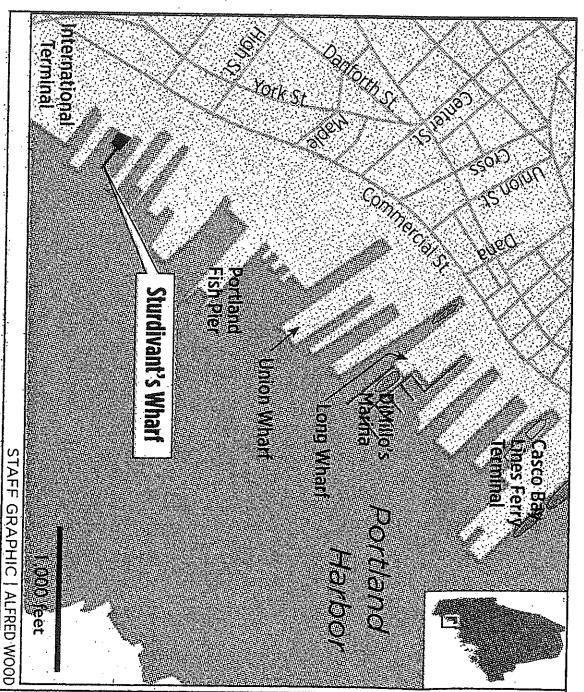 International
Terminal
High St.
York St.
Danforth St.
Maple
Center St.
Cross
Union St.
Dana
Commercial St.
Sturdivant's Wharf
Portland
Fish Pier
Union Wharf
Long Wharf
DiMillo's
Marina
Casco Bay
Lines Ferry
Terminal
Portland
Harbor
1,000 feet
STAFF GRAPHIC | ALFRED WOOD